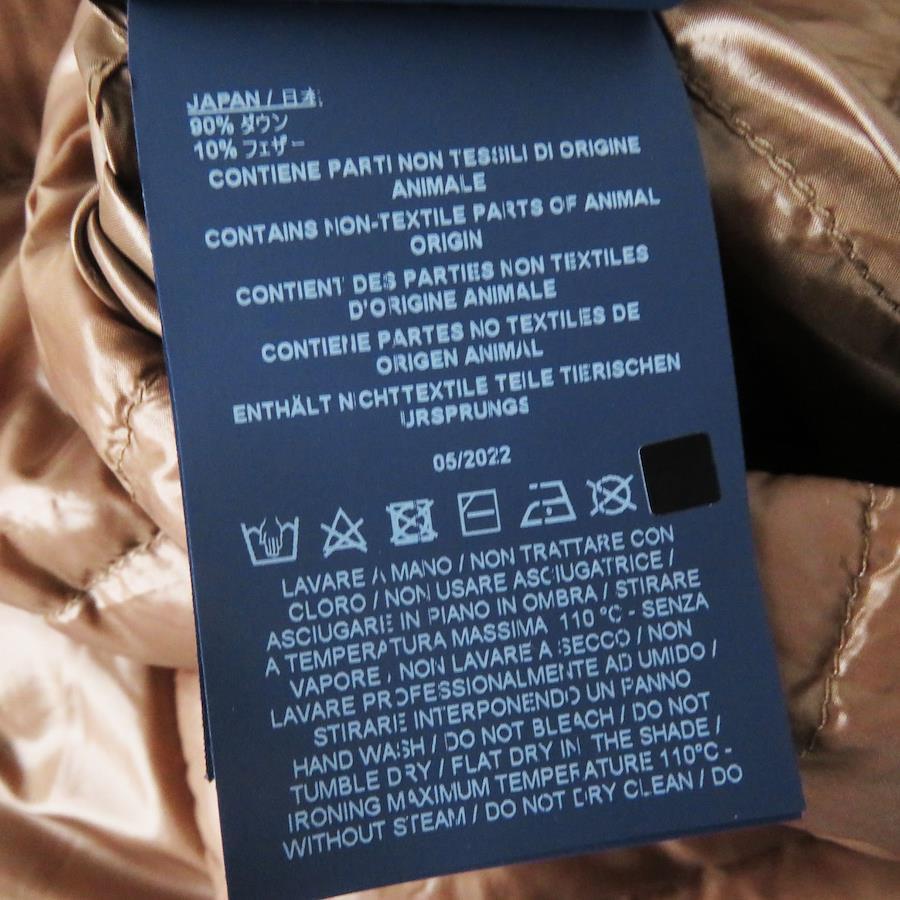 JAPAN / 日本
90% ダウン
10% フェザー
CONTIENE PARTI NON TESSILI DI ORIGINE
ANIMALE
CONTAINS NON-TEXTILE PARTS OF ANIMAL
ORIGIN
CONTIENT DES PARTIES NON TEXTILES
D'ORIGINE ANIMALE
CONTIENE PARTES NO TEXTILES DE
ORIGEN ANIMAL
ENTHÄLT NICHTTEXTILE TEILE TIERISCHEN
URSPRUNGS
05/2022
LAVARE A MANO / NON TRATTARE CON
CLORO / NON USARE ASCIUGATRICE /
ASCIUGARE IN PIANO IN OMBRA / STIRARE
A TEMPERATURA MASSIMA 110 °C - SENZA
VAPORE / NON LAVARE A SECCO / NON
LAVARE PROFESSIONALMENTE AD UMIDO /
STIRARE INTERPONENDO UN PANNO
HAND WASH / DO NOT BLEACH / DO NOT
TUMBLE DRY / FLAT DRY IN THE SHADE /
IRONING MAXIMUM TEMPERATURE 110°C -
WITHOUT STEAM / DO NOT DRY CLEAN / DO